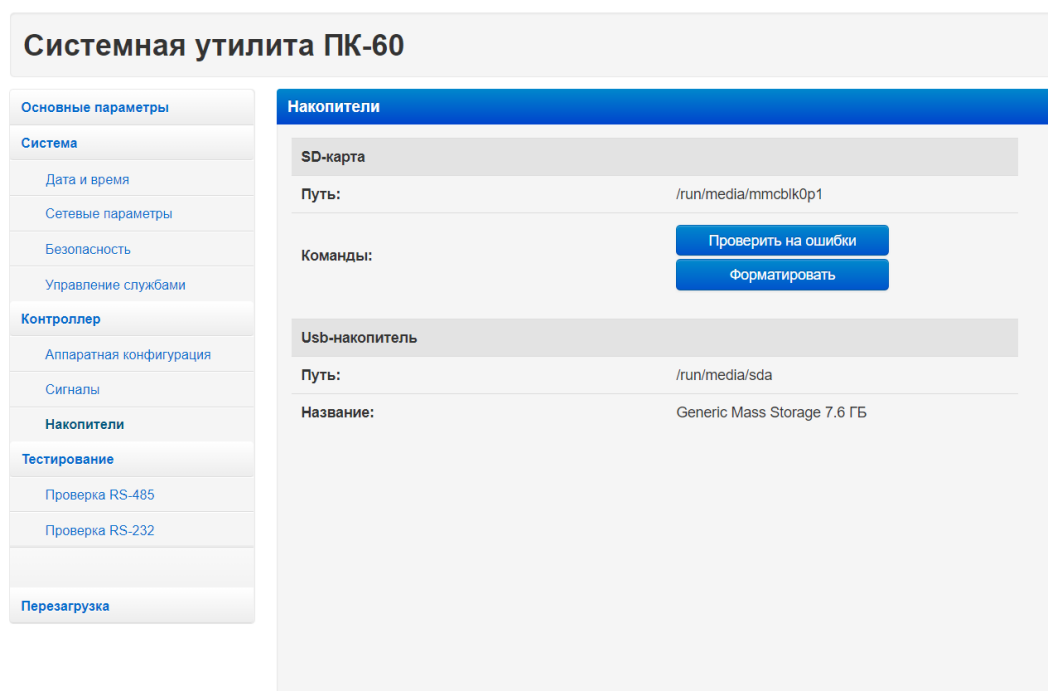 Системная утилита ПК-60
Основные параметры
Система
Дата и время
Сетевые параметры
Безопасность
Управление службами
Контроллер
Аппаратная конфигурация
Сигналы
Накопители
Тестирование
Проверка RS-485
Проверка RS-232
Перезагрузка
Накопители
SD-карта
Путь: /run/media/mmcblk0p1
Команды:
Проверить на ошибки
Форматировать
Usb-накопитель
Путь: /run/media/sda
Название: Generic Mass Storage 7.6 ГБ